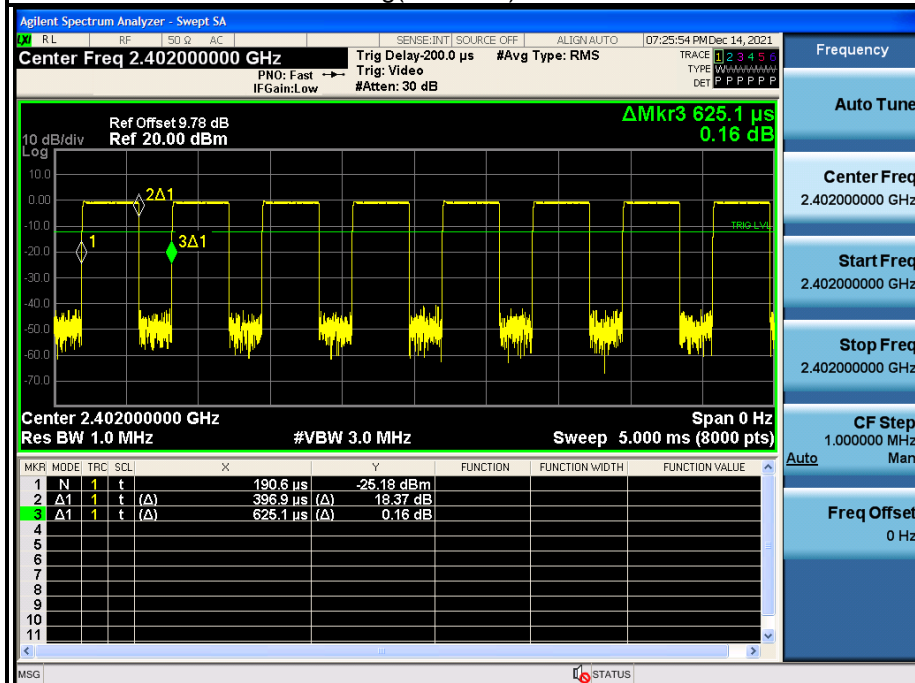 Agilent Spectrum Analyzer - Swept SA
LXI RL RF 50 Ω AC SENSE:INT SOURCE OFF ALIGN AUTO 07:25:54 PM Dec 14, 2021
Center Freq 2.402000000 GHz
PNO: Fast
IFGain:Low
Trig Delay-200.0 µs
Trig: Video
#Atten: 30 dB
#Avg Type: RMS
TRACE 1 2 3 4 5 6
TYPE WWWWWW
DET P P P P P P
ΔMkr3 625.1 µs
0.16 dB
Ref Offset 9.78 dB
10 dB/div Ref 20.00 dBm
Log
10.0
0.00
-10.0
-20.0
-30.0
-40.0
-50.0
-60.0
-70.0
2Δ1
1
3Δ1
TRIG LVL
Center 2.402000000 GHz Span 0 Hz
Res BW 1.0 MHz #VBW 3.0 MHz Sweep 5.000 ms (8000 pts)
MKR MODE TRC SCL X Y FUNCTION FUNCTION WIDTH FUNCTION VALUE
1 N 1 t 190.6 µs -25.18 dBm
2 Δ1 1 t (Δ) 396.9 µs (Δ) 18.37 dB
3 Δ1 1 t (Δ) 625.1 µs (Δ) 0.16 dB
4
5
6
7
8
9
10
11
MSG STATUS
Frequency
Auto Tune
Center Freq
2.402000000 GHz
Start Freq
2.402000000 GHz
Stop Freq
2.402000000 GHz
CF Step
1.000000 MHz
Auto Man
Freq Offset
0 Hz